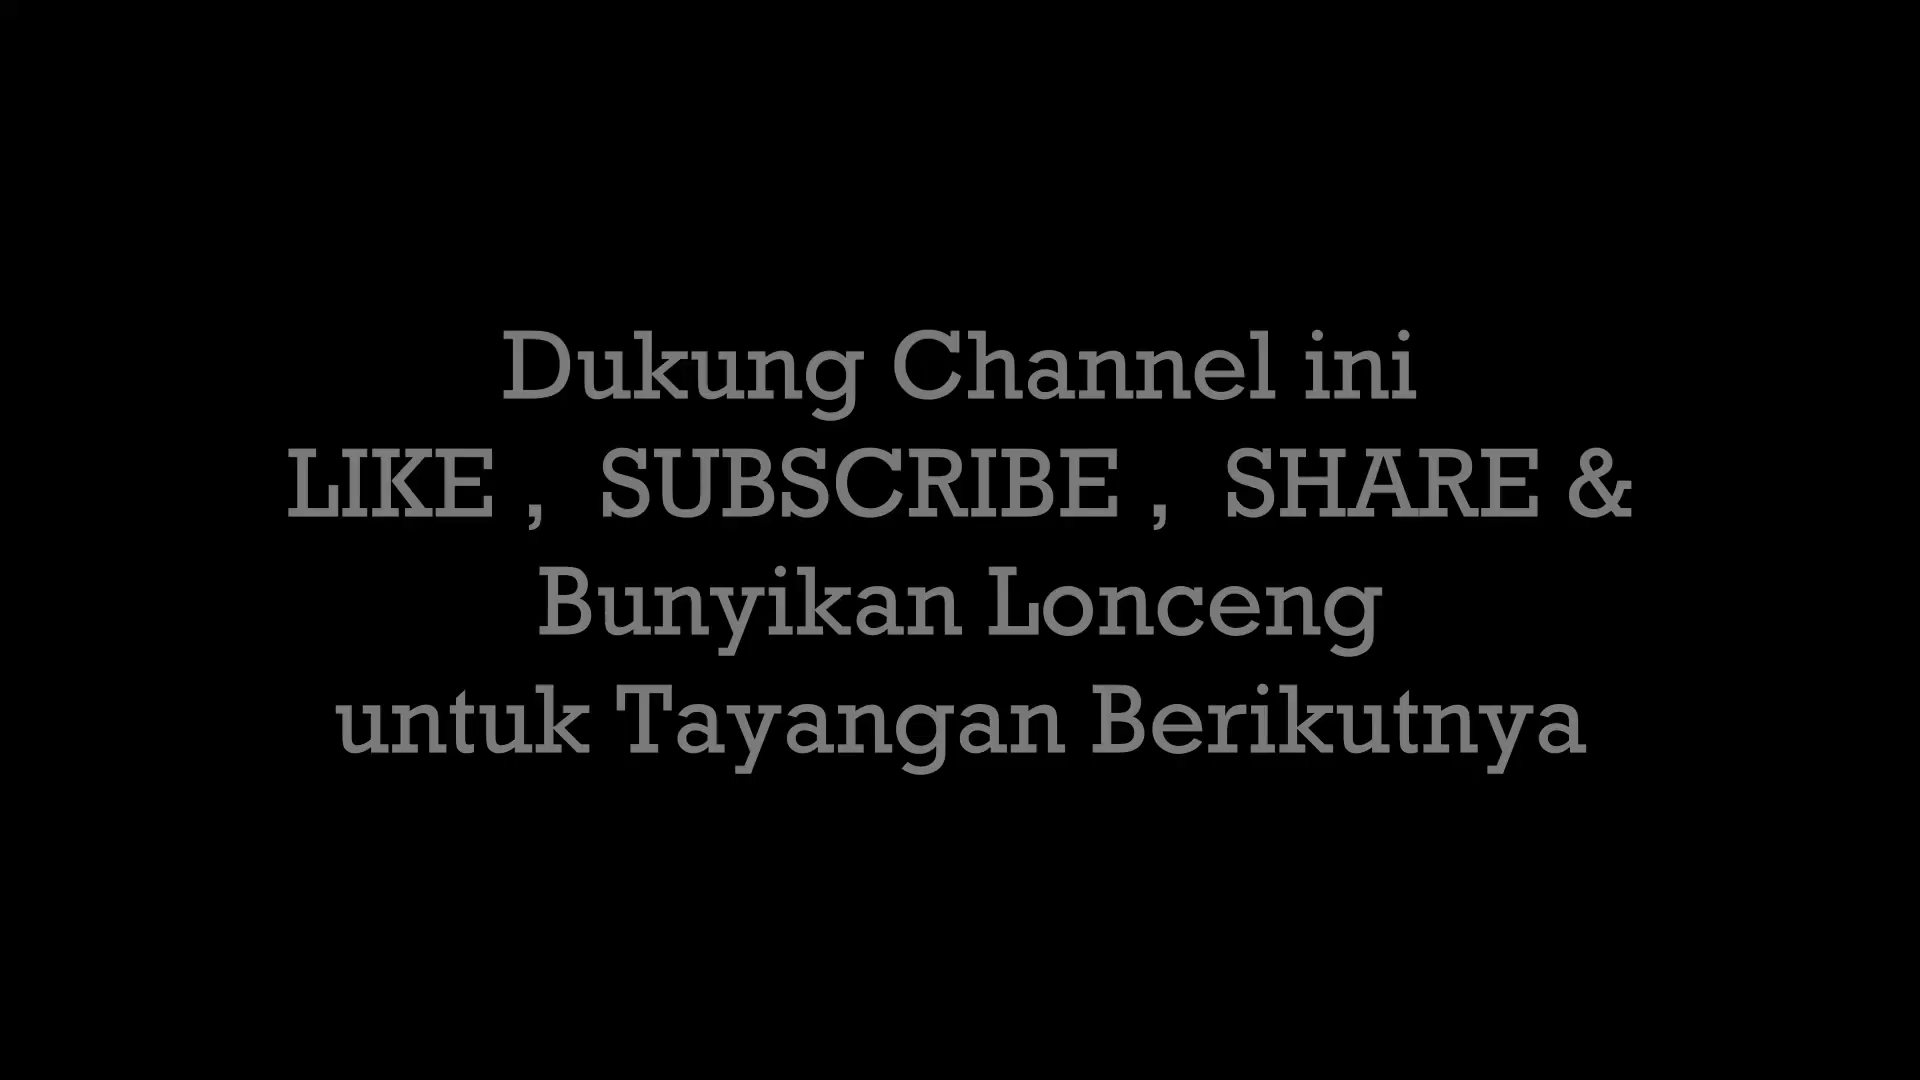 Dukung Channel ini
LIKE , SUBSCRIBE , SHARE &
Bunyikan Lonceng
untuk Tayangan Berikutnya